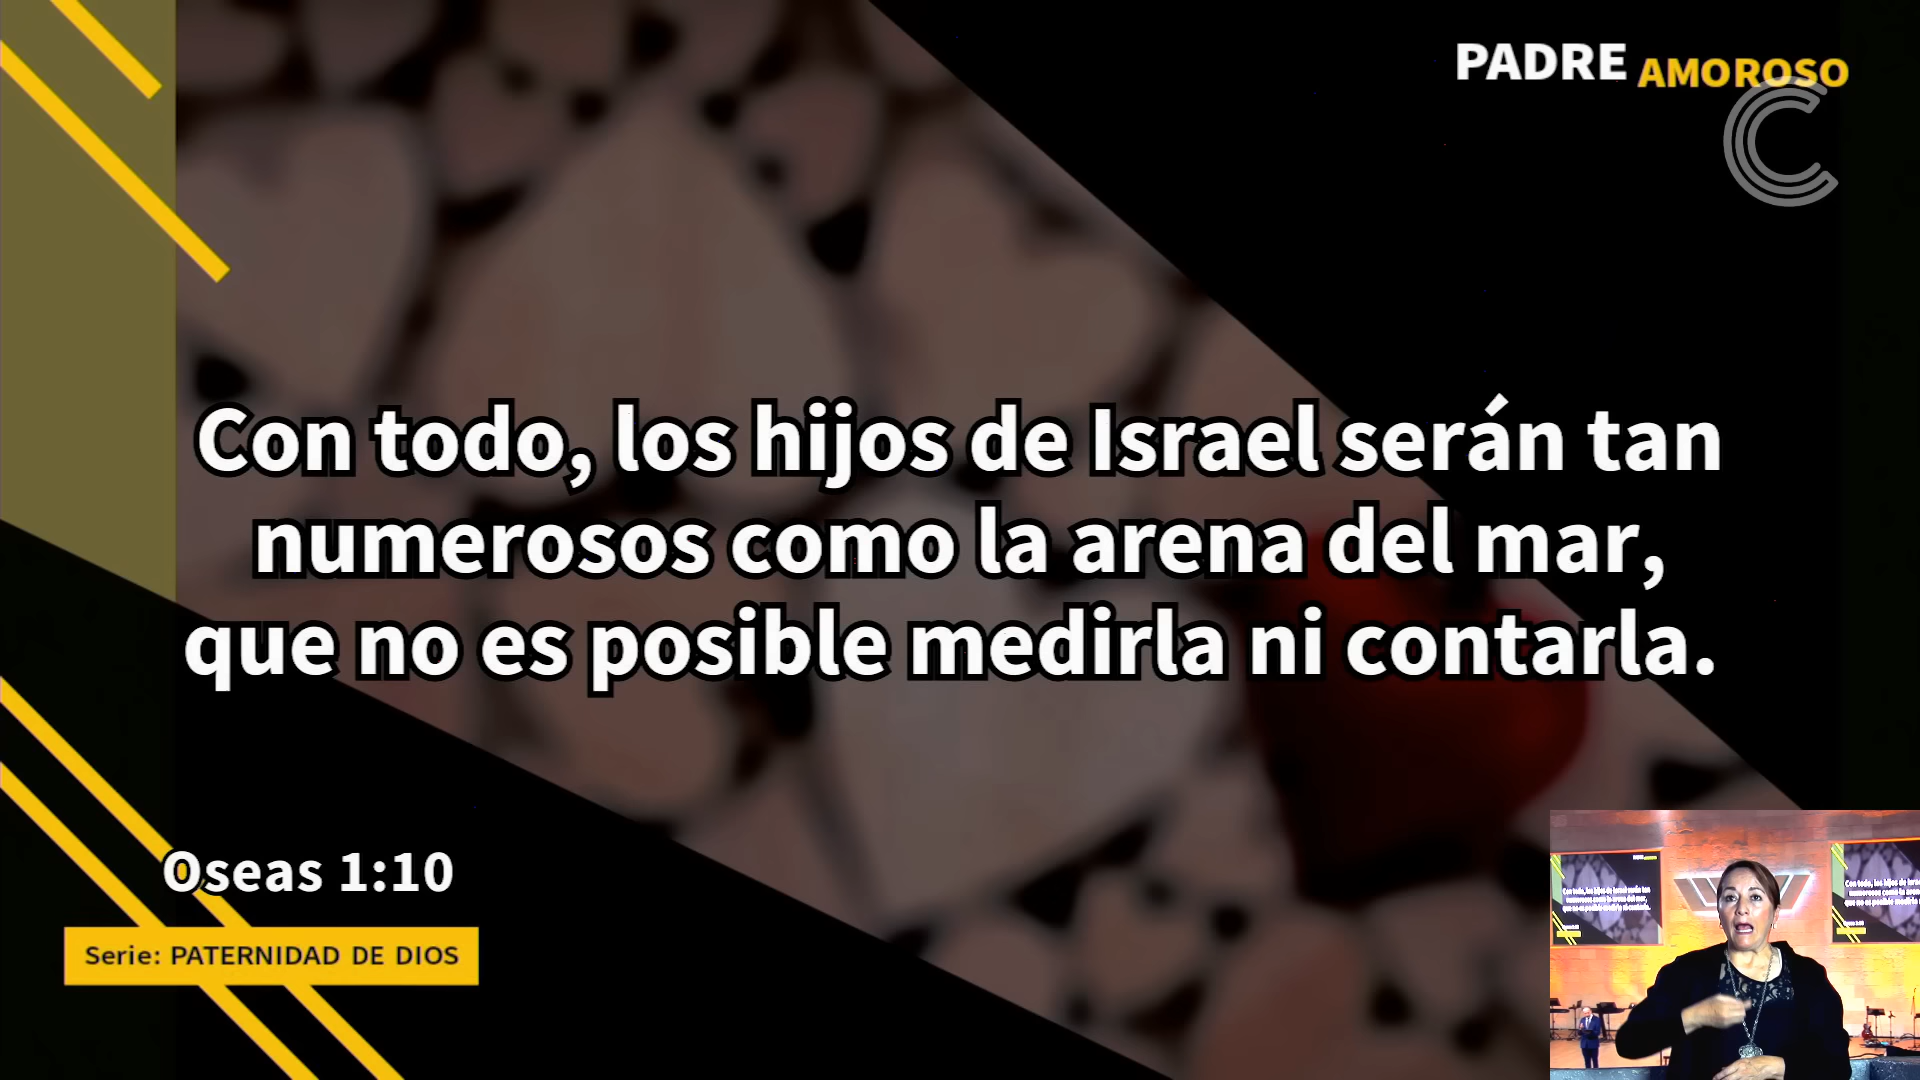 PADRE AMOROSO
Con todo, los hijos de Israel serán tan
numerosos como la arena del mar,
que no es posible medirla ni contarla.
Oseas 1:10
Serie: PATERNIDAD DE DIOS